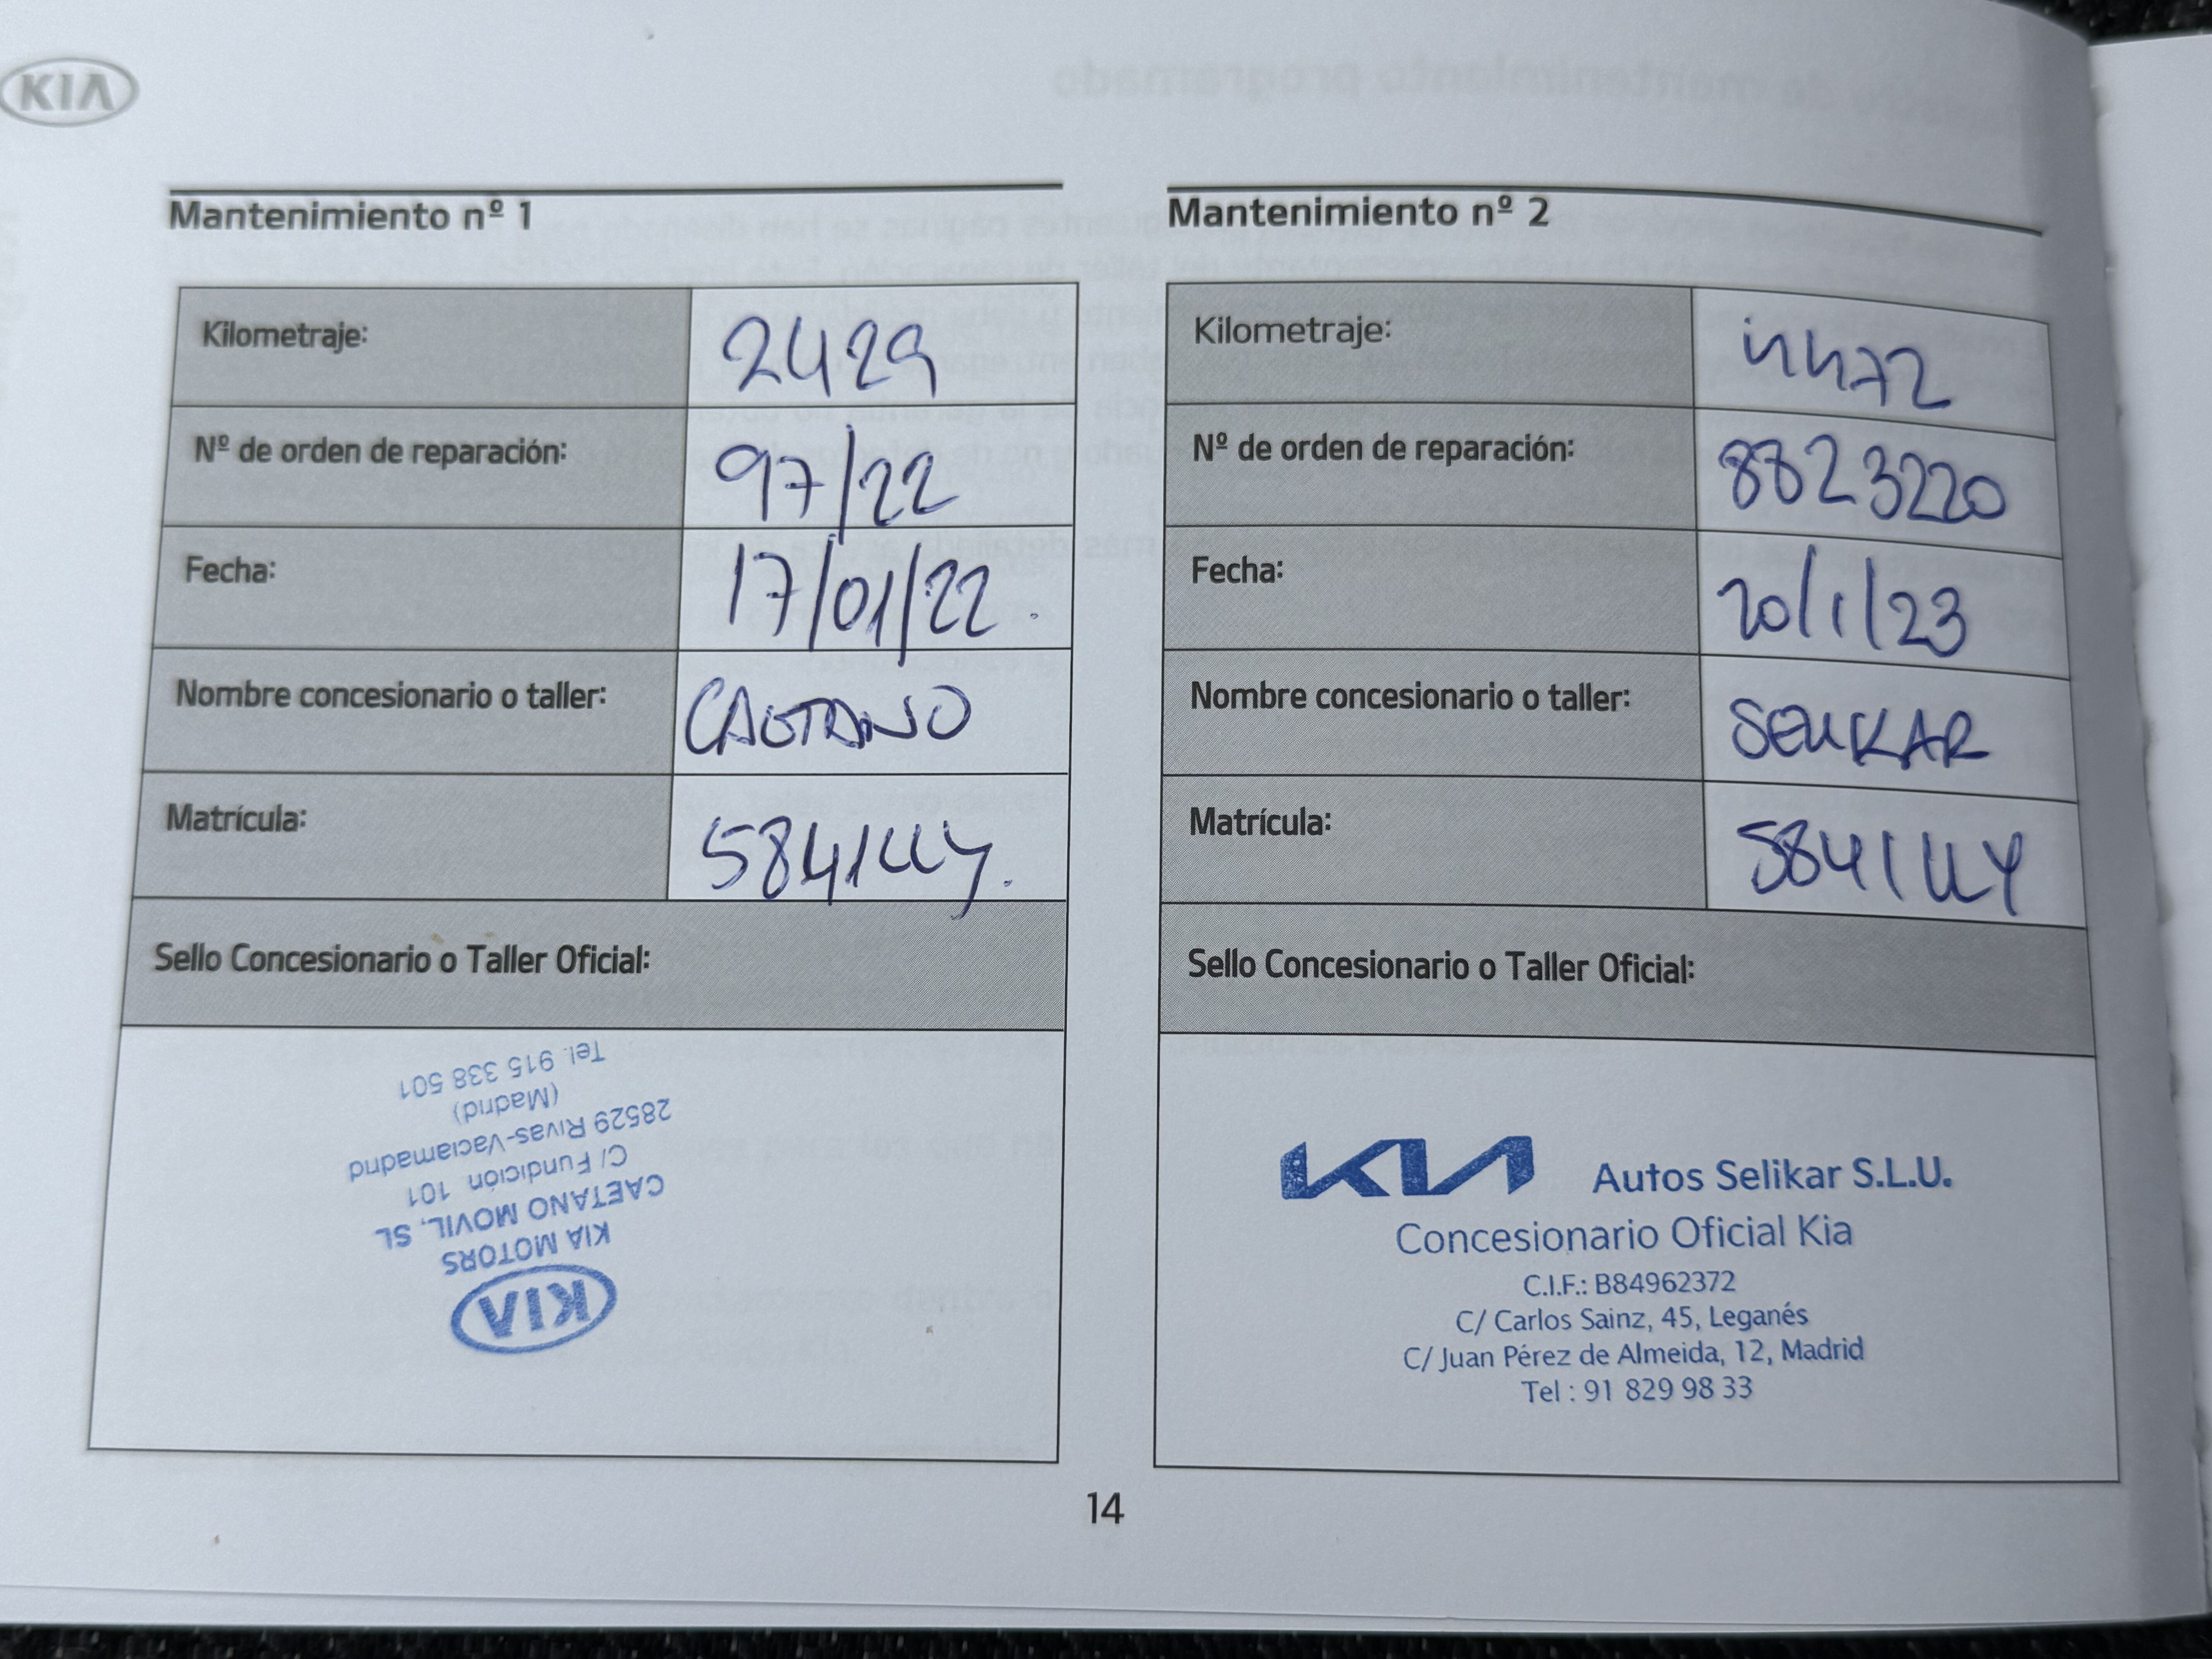 KIA
Mantenimiento nº 1
Kilometraje: 2429
Nº de orden de reparación: 97/22
Fecha: 17/01/22.
Nombre concesionario o taller: CAETANO
Matrícula: 5841LLY.
Sello Concesionario o Taller Oficial:
KIA
KIA MOTORS
CAETANO MOVIL, SL
C/ Fundición 101
28529 Rivas-Vaciamadrid
(Madrid)
Tel. 915 338 501
Mantenimiento nº 2
Kilometraje:
Nº de orden de reparación: 8823220
Fecha: 20/1/23
Nombre concesionario o taller: SELIKAR
Matrícula: 5841LLY
Sello Concesionario o Taller Oficial:
KIA Autos Selikar S.L.U.
Concesionario Oficial Kia
C.I.F.: B84962372
C/ Carlos Sainz, 45, Leganés
C/ Juan Pérez de Almeida, 12, Madrid
Tel : 91 829 98 33
14